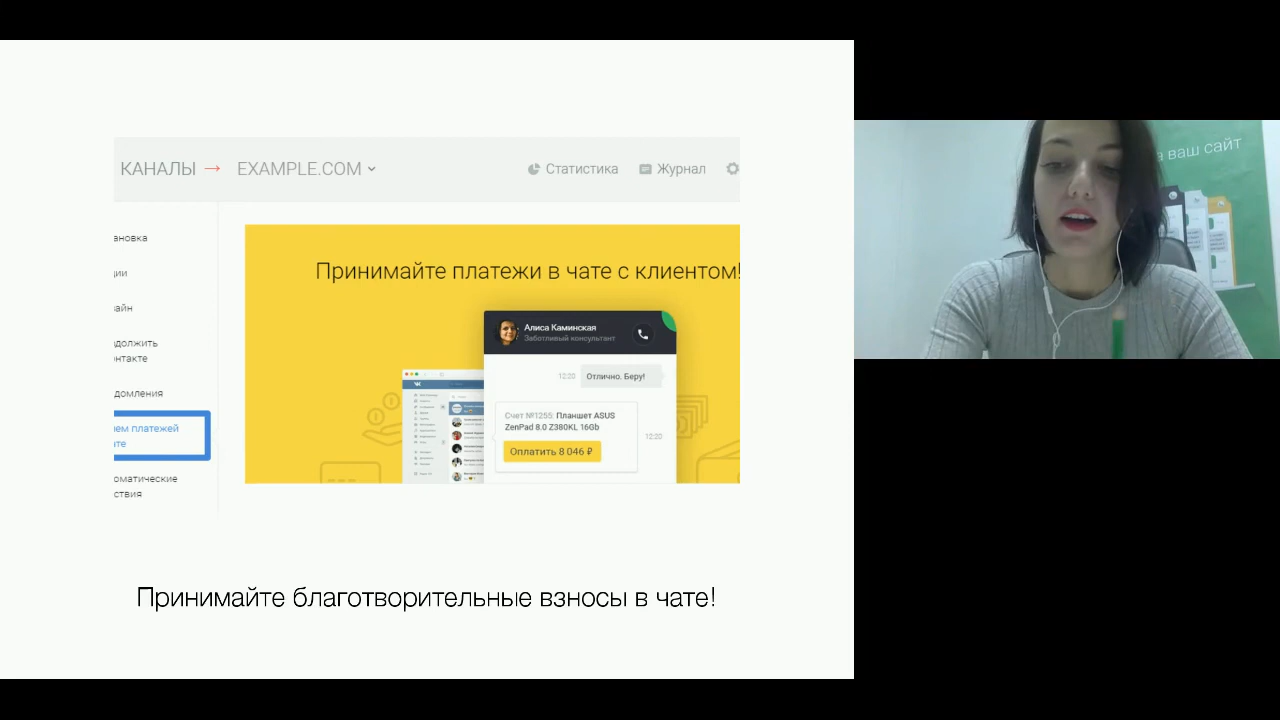 КАНАЛЫ → EXAMPLE.COM
Статистика
Журнал
ановка
ции
айн
одолжить
онтакте
домления
ем платежей
ате
оматические
ствия
Принимайте платежи в чате с клиентом!
Алиса Каминская
Заботливый консультант
12:20
Отлично. Беру!
Счет №1255: Планшет ASUS
ZenPad 8.0 Z380KL 16Gb
Оплатить 8 046 ₽
12:20
Принимайте благотворительные взносы в чате!
ваш сайт